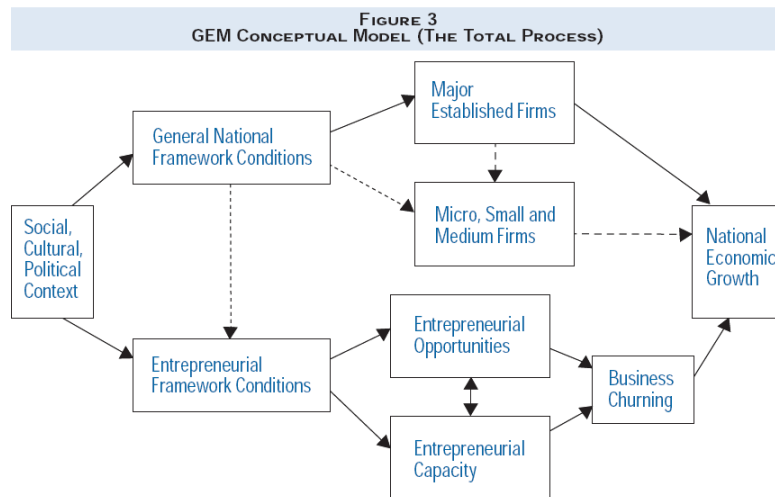 FIGURE 3
GEM CONCEPTUAL MODEL (THE TOTAL PROCESS)
Major
Established Firms
General National
Framework Conditions
Micro, Small and
Medium Firms
Social,
Cultural,
Political
Context
National
Economic
Growth
Entrepreneurial
Opportunities
Entrepreneurial
Framework Conditions
Business
Churning
Entrepreneurial
Capacity